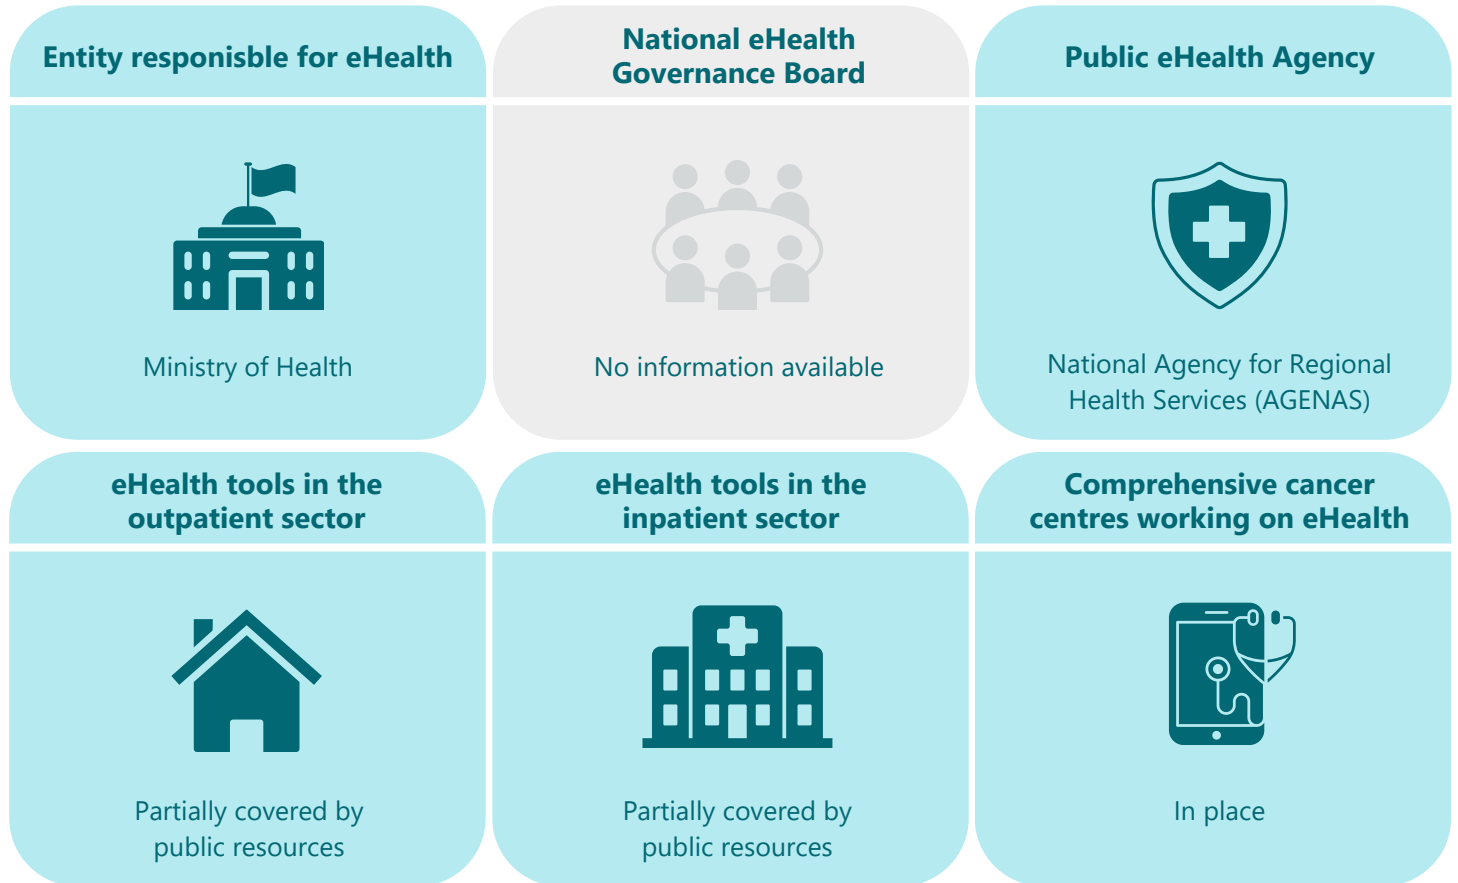 Entity responisble for eHealth
National eHealth
Governance Board
Public eHealth Agency
Ministry of Health
No information available
National Agency for Regional
Health Services (AGENAS)
eHealth tools in the
outpatient sector
eHealth tools in the
inpatient sector
Comprehensive cancer
centres working on eHealth
Partially covered by
public resources
Partially covered by
public resources
In place